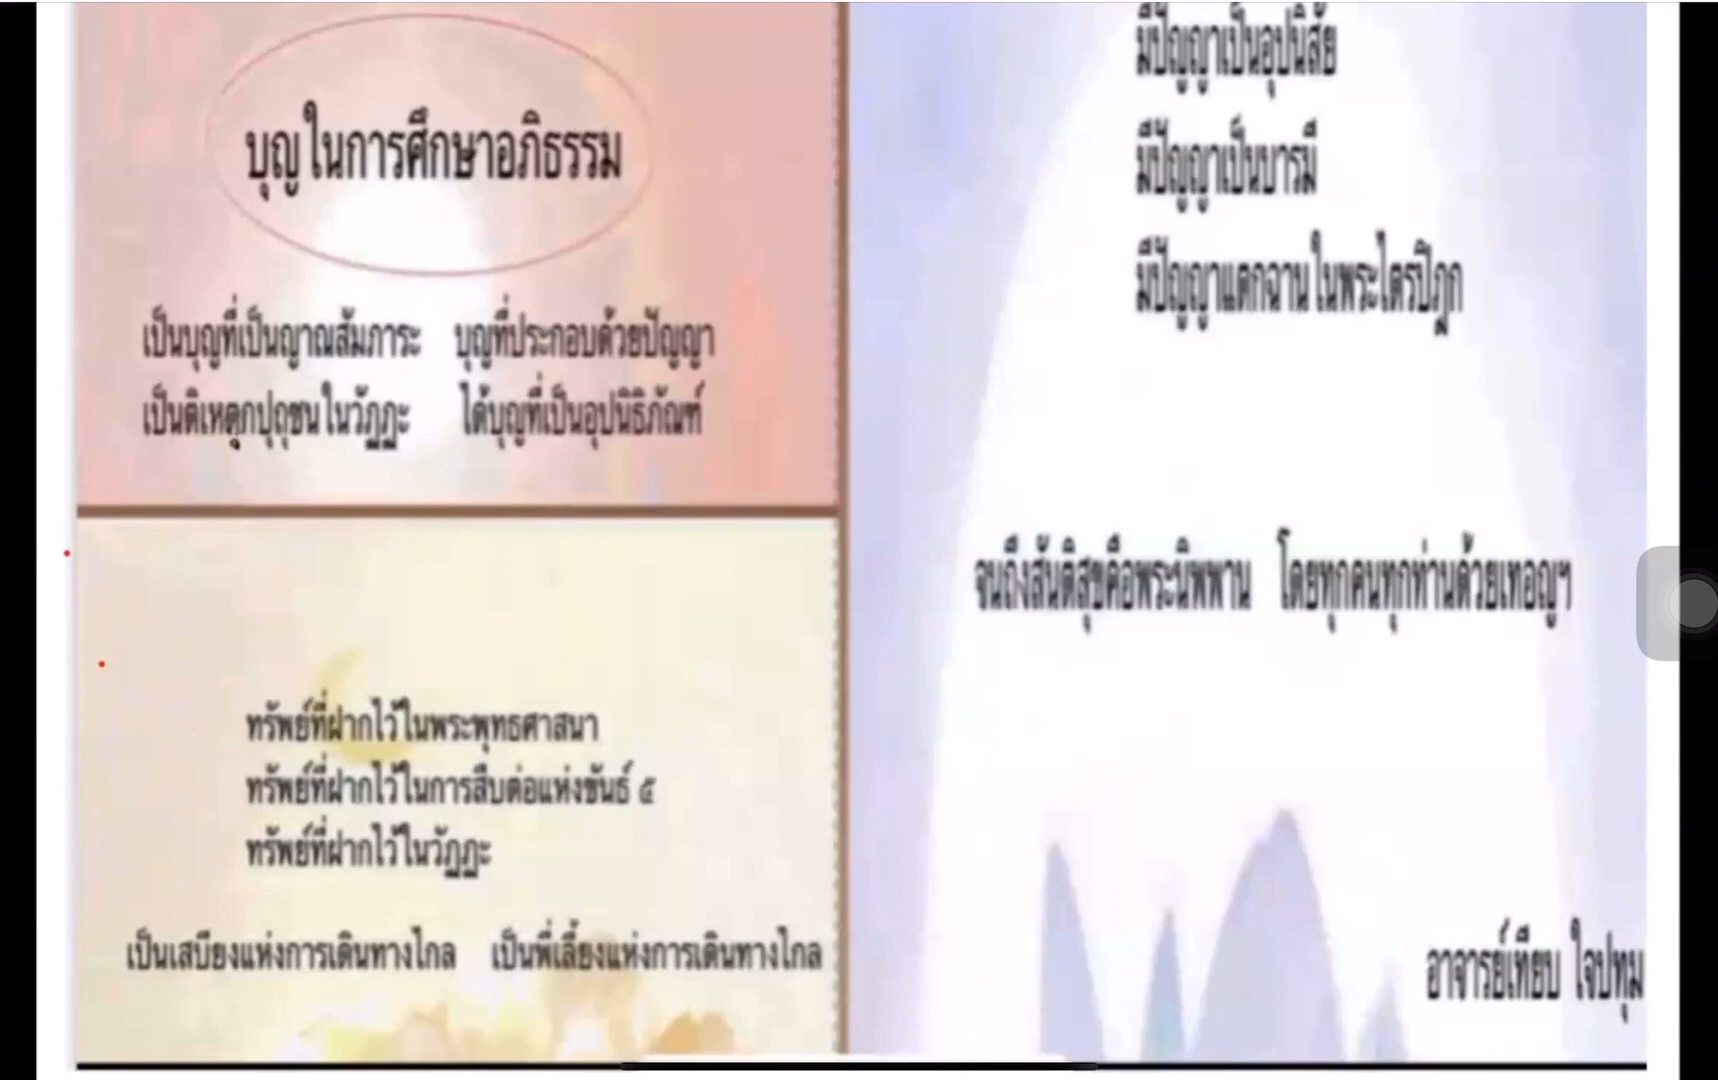 บุญในการศึกษาอภิธรรม
เป็นบุญที่เป็นญาณสัมภาระ บุญที่ประกอบด้วยปัญญา
เป็นติเหตุกปุถุชนในวัฏฏะ ได้บุญที่เป็นอุปนิธิภัณฑ์
ทรัพย์ที่ฝากไว้ในพระพุทธศาสนา
ทรัพย์ที่ฝากไว้ในการสืบต่อแห่งขันธ์ ๕
ทรัพย์ที่ฝากไว้ในวัฏฏะ
เป็นเสบียงแห่งการเดินทางไกล เป็นพี่เลี้ยงแห่งการเดินทางไกล
มีปัญญาเป็นอุปนิสัย
มีปัญญาเป็นบารมี
มีปัญญาแตกฉานในพระไตรปิฎก
จนถึงสันติสุขคือพระนิพพาน โดยทุกคนทุกท่านด้วยเทอญฯ
อาจารย์เทียบ ใจปทุม